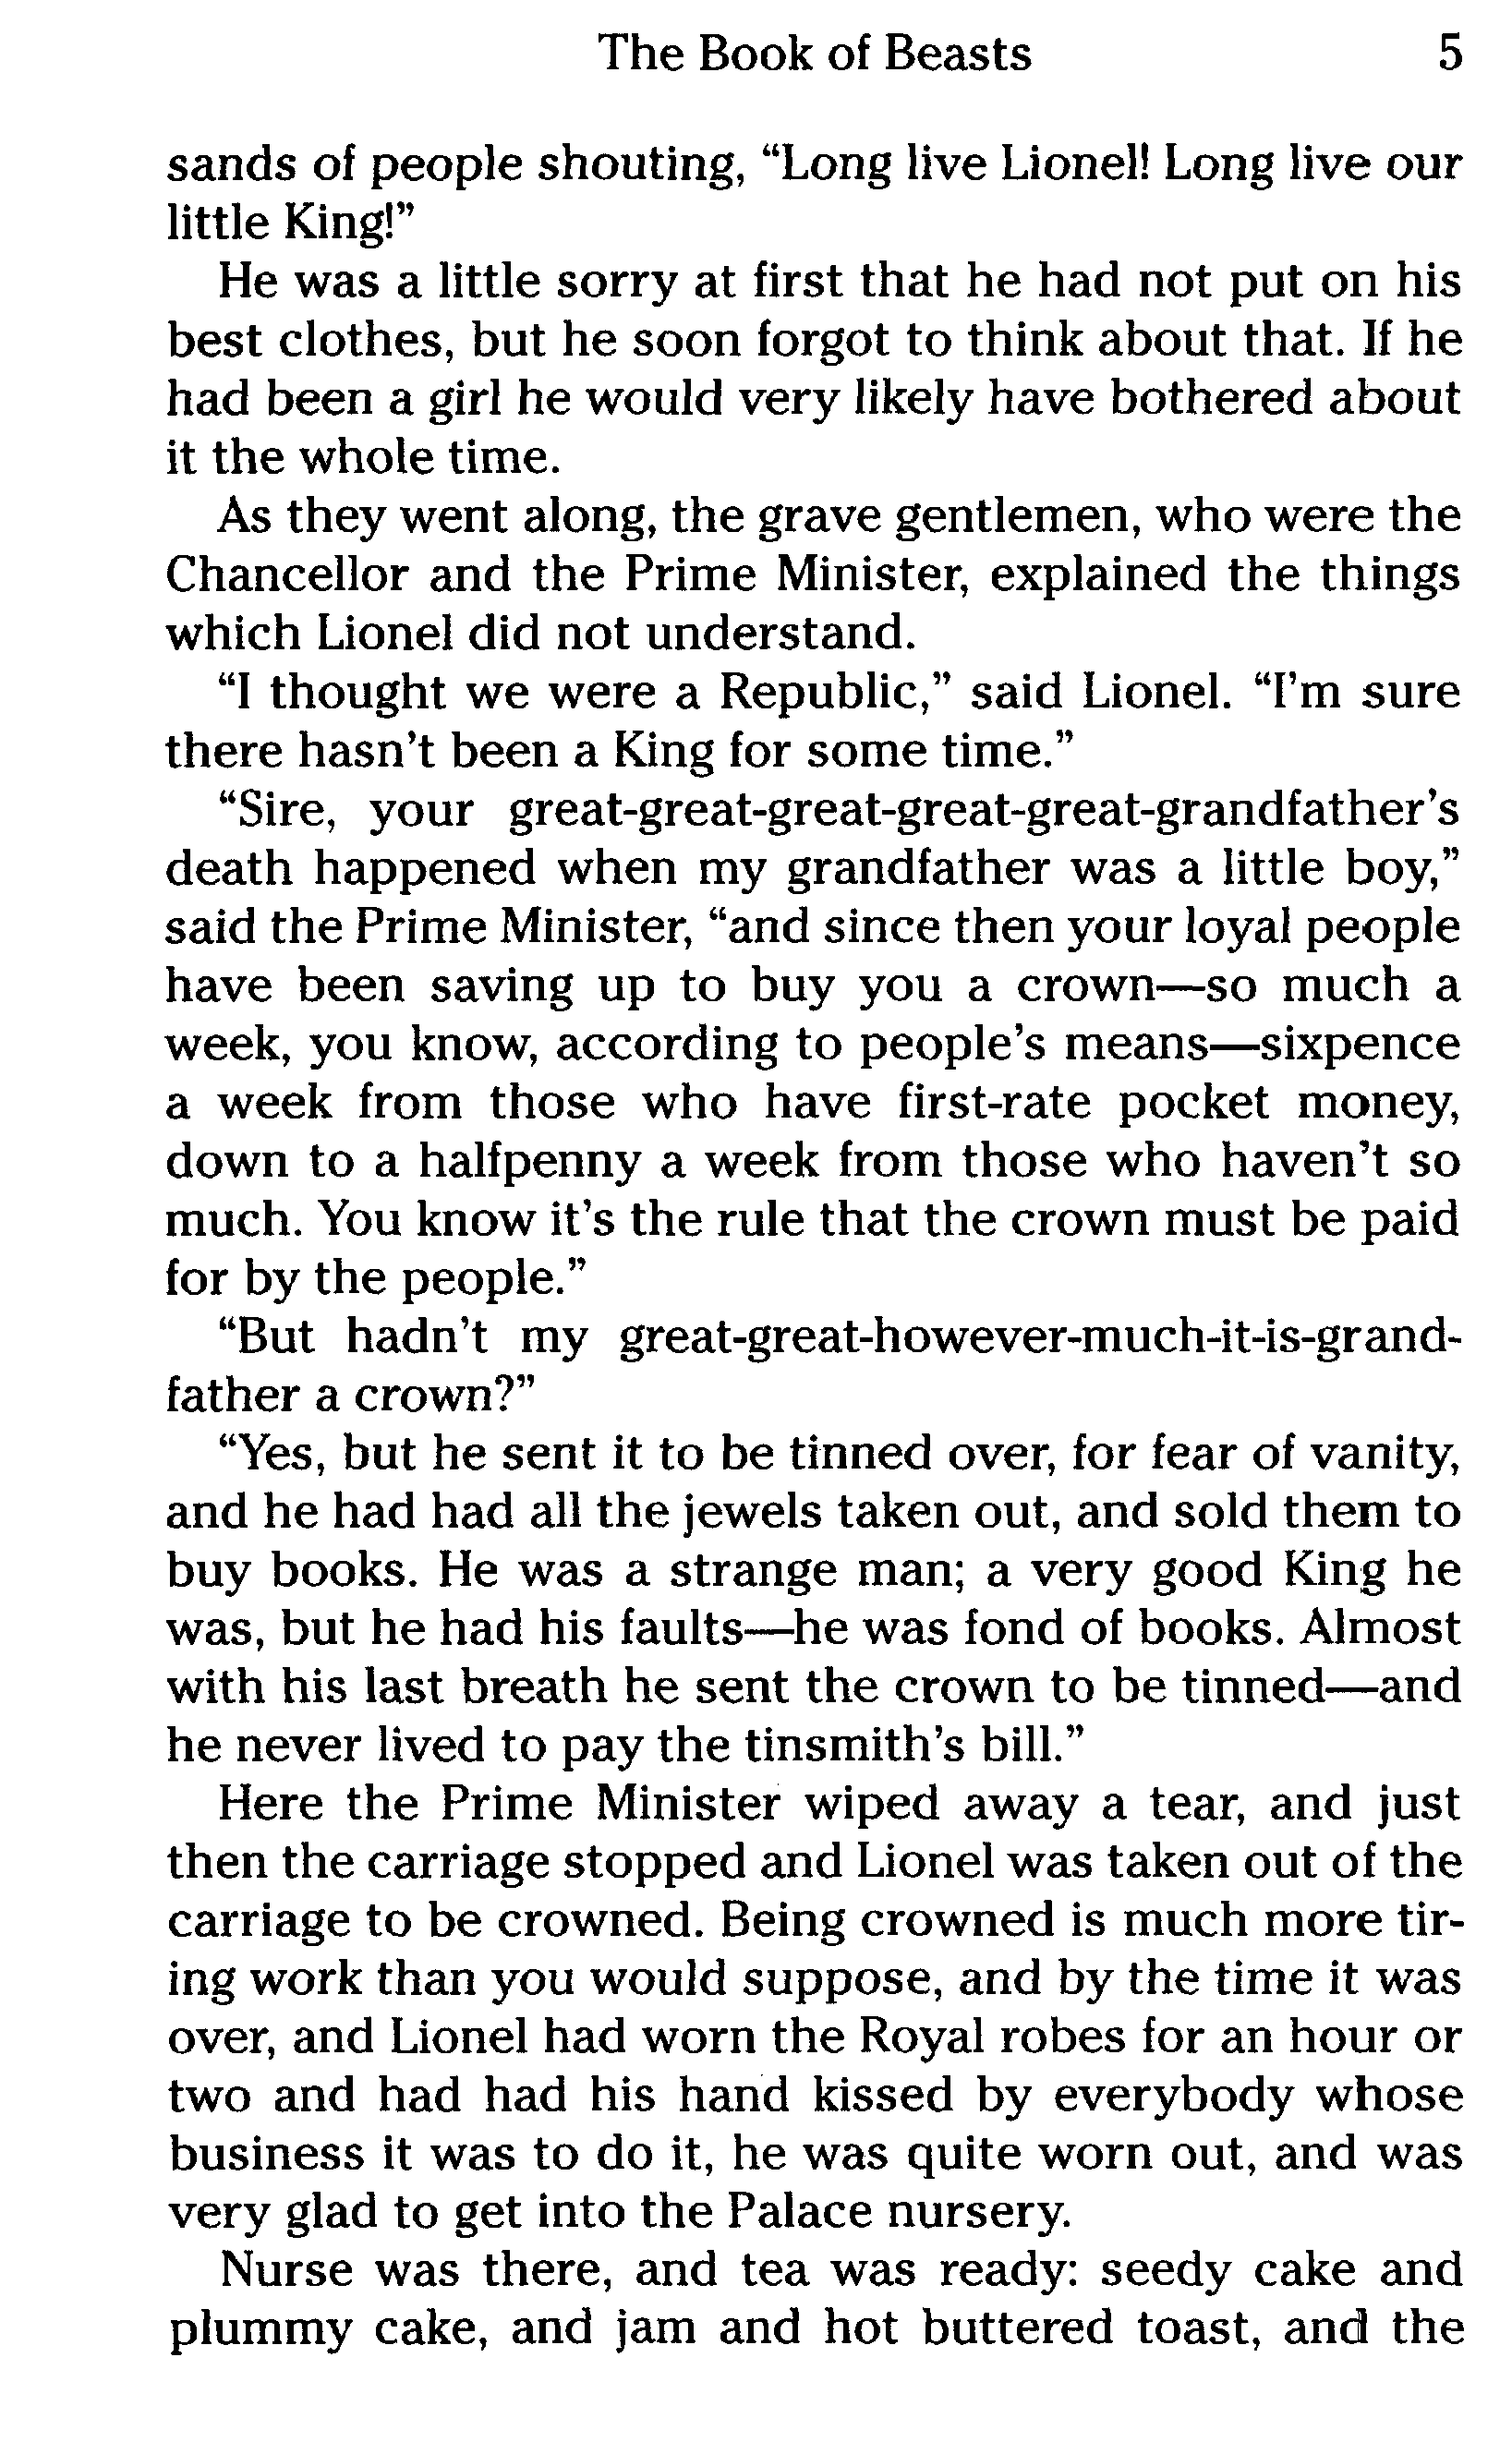 The Book of Beasts 5
sands of people shouting, “Long live Lionel! Long live our
little King!”
He was a little sorry at first that he had not put on his
best clothes, but he soon forgot to think about that. If he
had been a girl he would very likely have bothered about
it the whole time.
As they went along, the grave gentlemen, who were the
Chancellor and the Prime Minister, explained the things
which Lionel did not understand.
“I thought we were a Republic,” said Lionel. “I’m sure
there hasn’t been a King for some time.”
“Sire, your great-great-great-great-great-grandfather’s
death happened when my grandfather was a little boy,”
said the Prime Minister, “and since then your loyal people
have been saving up to buy you a crown—so much a
week, you know, according to people’s means—sixpence
a week from those who have first-rate pocket money,
down to a halfpenny a week from those who haven’t so
much. You know it’s the rule that the crown must be paid
for by the people.”
“But hadn’t my great-great-however-much-it-is-grand-
father a crown?”
“Yes, but he sent it to be tinned over, for fear of vanity,
and he had had all the jewels taken out, and sold them to
buy books. He was a strange man; a very good King he
was, but he had his faults—he was fond of books. Almost
with his last breath he sent the crown to be tinned—and
he never lived to pay the tinsmith’s bill.”
Here the Prime Minister wiped away a tear, and just
then the carriage stopped and Lionel was taken out of the
carriage to be crowned. Being crowned is much more tir-
ing work than you would suppose, and by the time it was
over, and Lionel had worn the Royal robes for an hour or
two and had had his hand kissed by everybody whose
business it was to do it, he was quite worn out, and was
very glad to get into the Palace nursery.
Nurse was there, and tea was ready: seedy cake and
plummy cake, and jam and hot buttered toast, and the